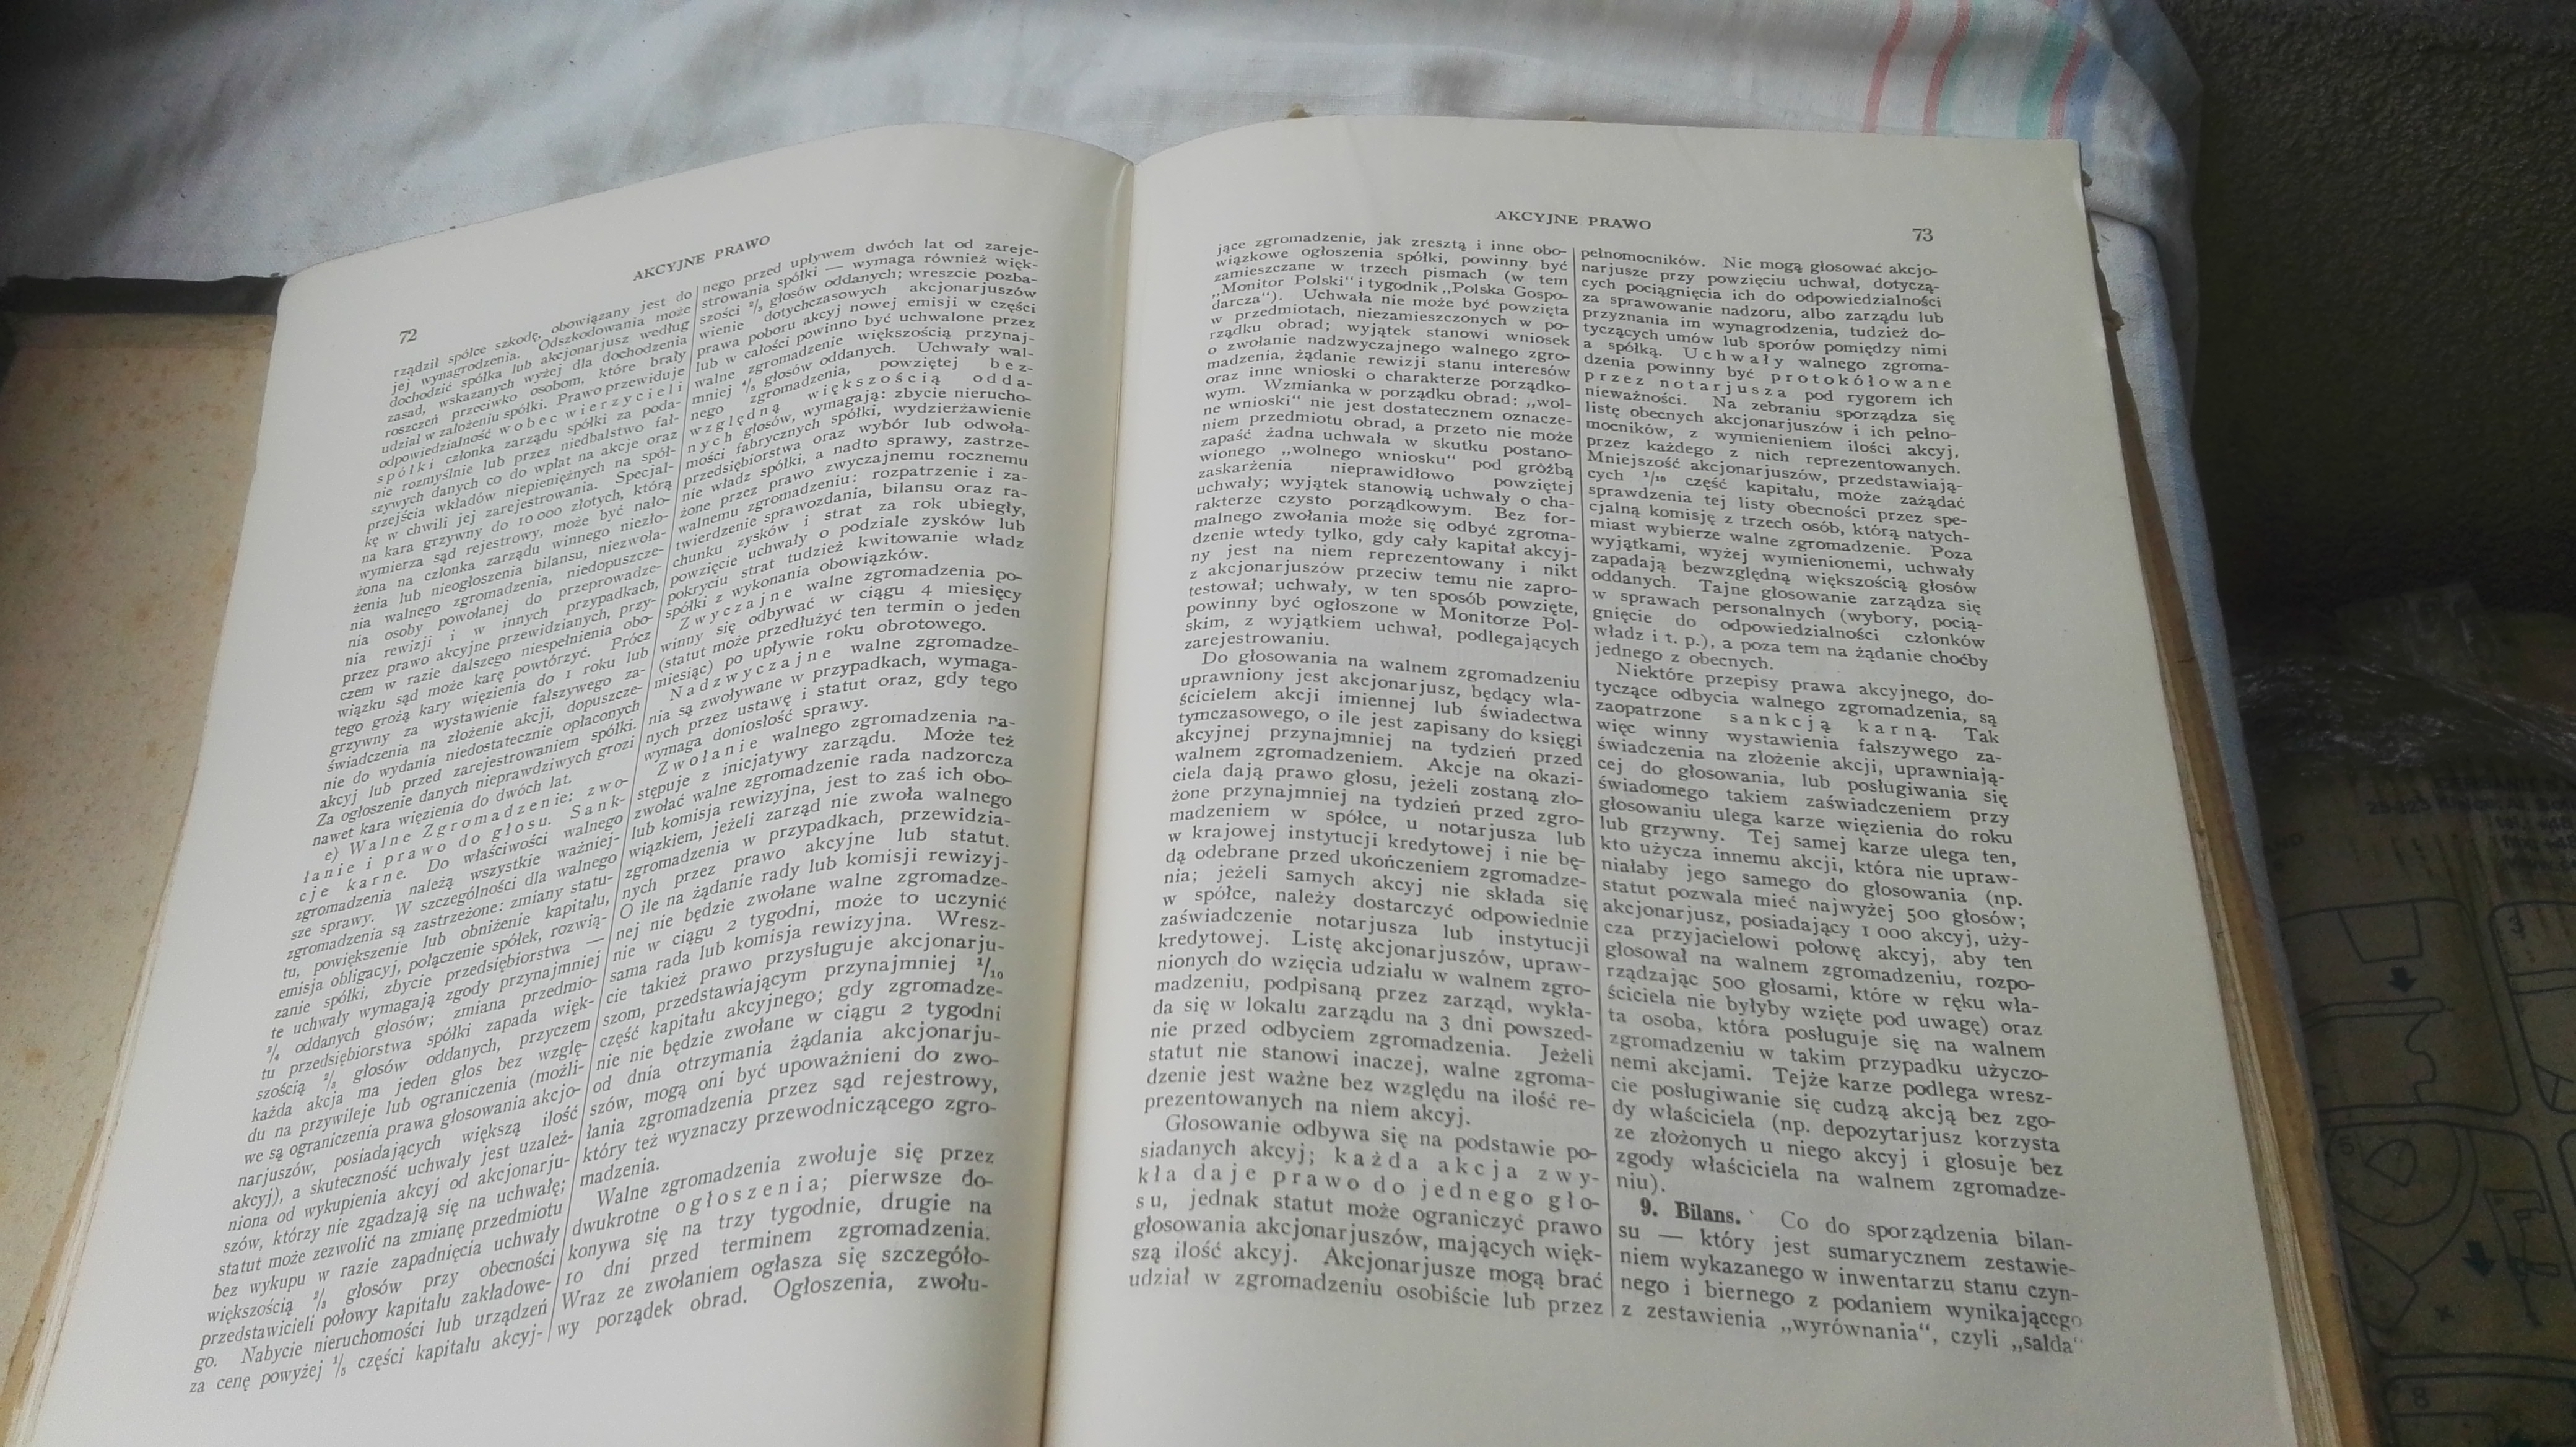 72
AKCYJNE PRAWO
rządził spółce szkodę, obowiązany jest do
jej wynagrodzenia. Odszkodowania może
dochodzić spółka lub akcjonarjusz według
zasad, wskazanych wyżej dla dochodzenia
roszczeń przeciwko osobom, które brały
udział w założeniu spółki. Prawo przewiduje
odpowiedzialność wobec wierzycieli
spółki członka zarządu spółki za poda-
nie rozmyślnie lub przez niedbalstwo fał-
szywych danych co do wpłat na akcje oraz
przejścia wkładów niepieniężnych na spół-
kę w chwili jej zarejestrowania. Specjal-
na kara grzywny do 10 000 złotych, którą
wymierza sąd rejestrowy, może być nało-
żona na członka zarządu winnego niezło-
żenia lub nieogłoszenia bilansu, niezwoła-
nia walnego zgromadzenia, niedopuszcze-
nia osoby powołanej do przeprowadze-
nia rewizji i w innych przypadkach,
przez prawo akcyjne przewidzianych, przy-
czem w razie dalszego niespełnienia obo-
wiązku sąd może karę powtórzyć. Prócz
tego grożą kary więzienia do 1 roku lub
grzywny za wystawienie fałszywego za-
świadczenia na złożenie akcji, dopuszcze-
nie do wydania niedostatecznie opłaconych
akcyj lub przed zarejestrowaniem spółki.
Za ogłoszenie danych nieprawdziwych grozi
nawet kara więzienia do dwóch lat.
e) Walne Zgromadzenie: zwo-
łanie i prawo do głosu. Sank-
cje karne. Do właściwości walnego
zgromadzenia należą wszystkie ważniej-
sze sprawy. W szczególności dla walnego
zgromadzenia są zastrzeżone: zmiany statu-
tu, powiększenie lub obniżenie kapitału,
emisja obligacyj, połączenie spółek, rozwią-
zanie spółki, zbycie przedsiębiorstwa —
te uchwały wymagają zgody przynajmniej
³/₄ oddanych głosów; zmiana przedmio-
tu przedsiębiorstwa spółki zapada więk-
szością ²/₃ głosów oddanych, przyczem
każda akcja ma jeden głos bez wzglę-
du na przywileje lub ograniczenia (możli-
we są ograniczenia prawa głosowania akcjo-
narjuszów, posiadających większą ilość
akcyj), a skuteczność uchwały jest uzależ-
niona od wykupienia akcyj od akcjonarju-
szów, którzy nie zgadzają się na uchwałę;
statut może zezwolić na zmianę przedmiotu
bez wykupu w razie zapadnięcia uchwały
większością ²/₃ głosów przy obecności
przedstawicieli połowy kapitału zakładowe-
go. Nabycie nieruchomości lub urządzeń
za cenę powyżej ¹/₅ części kapitału akcyj-
nego przed upływem dwóch lat od zareje-
strowania spółki — wymaga również więk-
szości ²/₃ głosów oddanych; wreszcie pozba-
wienie dotychczasowych akcjonarjuszów
prawa poboru akcyj nowej emisji w części
lub w całości powinno być uchwalone przez
walne zgromadzenie większością przynaj-
mniej ⁴/₅ głosów oddanych. Uchwały wal-
nego zgromadzenia, powziętej bez-
względną większością odda-
nych głosów, wymagają: zbycie nierucho-
mości fabrycznych spółki, wydzierżawienie
przedsiębiorstwa oraz wybór lub odwoła-
nie władz spółki, a nadto sprawy, zastrze-
żone przez prawo zwyczajnemu rocznemu
walnemu zgromadzeniu: rozpatrzenie i za-
twierdzenie sprawozdania, bilansu oraz ra-
chunku zysków i strat za rok ubiegły,
powzięcie uchwały o podziale zysków lub
pokryciu strat tudzież kwitowanie władz
spółki z wykonania obowiązków.
Zwyczajne walne zgromadzenia po-
winny się odbywać w ciągu 4 miesięcy
(statut może przedłużyć ten termin o jeden
miesiąc) po upływie roku obrotowego.
Nadzwyczajne walne zgromadze-
nia są zwoływane w przypadkach, wymaga-
nych przez ustawę i statut oraz, gdy tego
wymaga doniosłość sprawy.
Zwołanie walnego zgromadzenia na-
stępuje z inicjatywy zarządu. Może też
zwołać walne zgromadzenie rada nadzorcza
lub komisja rewizyjna, jest to zaś ich obo-
wiązkiem, jeżeli zarząd nie zwoła walnego
zgromadzenia w przypadkach, przewidzia-
nych przez prawo akcyjne lub statut.
O ile na żądanie rady lub komisji rewizyj-
nej nie będzie zwołane walne zgromadze-
nie w ciągu 2 tygodni, może to uczynić
sama rada lub komisja rewizyjna. Wresz-
cie takież prawo przysługuje akcjonarju-
szom, przedstawiającym przynajmniej ¹/₁₀
część kapitału akcyjnego; gdy zgromadze-
nie nie będzie zwołane w ciągu 2 tygodni
od dnia otrzymania żądania akcjonarju-
szów, mogą oni być upoważnieni do zwo-
łania zgromadzenia przez sąd rejestrowy,
który też wyznaczy przewodniczącego zgro-
madzenia.
Walne zgromadzenia zwołuje się przez
dwukrotne ogłoszenia; pierwsze do-
konywa się na trzy tygodnie, drugie na
10 dni przed terminem zgromadzenia.
Wraz ze zwołaniem ogłasza się szczegóło-
wy porządek obrad. Ogłoszenia, zwołu-
AKCYJNE PRAWO
73
jące zgromadzenie, jak zresztą i inne obo-
wiązkowe ogłoszenia spółki, powinny być
zamieszczane w trzech pismach (w tem
„Monitor Polski“ i tygodnik „Polska Gospo-
darcza“). Uchwała nie może być powzięta
w przedmiotach, niezamieszczonych w po-
rządku obrad; wyjątek stanowi wniosek
o zwołanie nadzwyczajnego walnego zgro-
madzenia, żądanie rewizji stanu interesów
oraz inne wnioski o charakterze porządko-
wym. Wzmianka w porządku obrad: „wol-
ne wnioski“ nie jest dostatecznem oznacze-
niem przedmiotu obrad, a przeto nie może
zapaść żadna uchwała w skutku postano-
wionego „wolnego wniosku“ pod groźbą
zaskarżenia nieprawidłowo powziętej
uchwały; wyjątek stanowią uchwały o cha-
rakterze czysto porządkowym. Bez for-
malnego zwołania może się odbyć zgroma-
dzenie wtedy tylko, gdy cały kapitał akcyj-
ny jest na niem reprezentowany i nikt
z akcjonarjuszów przeciw temu nie zapro-
testował; uchwały, w ten sposób powzięte,
powinny być ogłoszone w Monitorze Pol-
skim, z wyjątkiem uchwał, podlegających
zarejestrowaniu.
Do głosowania na walnem zgromadzeniu
uprawniony jest akcjonarjusz, będący wła-
ścicielem akcji imiennej lub świadectwa
tymczasowego, o ile jest zapisany do księgi
akcyjnej przynajmniej na tydzień przed
walnem zgromadzeniem. Akcje na okazi-
ciela dają prawo głosu, jeżeli zostaną zło-
żone przynajmniej na tydzień przed zgro-
madzeniem w spółce, u notarjusza lub
w krajowej instytucji kredytowej i nie bę-
dą odebrane przed ukończeniem zgromadze-
nia; jeżeli samych akcyj nie składa się
w spółce, należy dostarczyć odpowiednie
zaświadczenie notarjusza lub instytucji
kredytowej. Listę akcjonarjuszów, upraw-
nionych do wzięcia udziału w walnem zgro-
madzeniu, podpisaną przez zarząd, wykła-
da się w lokalu zarządu na 3 dni powszed-
nie przed odbyciem zgromadzenia. Jeżeli
statut nie stanowi inaczej, walne zgroma-
dzenie jest ważne bez względu na ilość re-
prezentowanych na niem akcyj.
Głosowanie odbywa się na podstawie po-
siadanych akcyj; każda akcja zwy-
kła daje prawo do jednego gło-
su, jednak statut może ograniczyć prawo
głosowania akcjonarjuszów, mających więk-
szą ilość akcyj. Akcjonarjusze mogą brać
udział w zgromadzeniu osobiście lub przez
pełnomocników. Nie mogą głosować akcjo-
narjusze przy powzięciu uchwał, dotyczą-
cych pociągnięcia ich do odpowiedzialności
za sprawowanie nadzoru, albo zarządu lub
przyznania im wynagrodzenia, tudzież do-
tyczących umów lub sporów pomiędzy nimi
a spółką. Uchwały walnego zgroma-
dzenia powinny być protokółowane
przez notarjusza pod rygorem ich
nieważności. Na zebraniu sporządza się
listę obecnych akcjonarjuszów i ich pełno-
mocników, z wymienieniem ilości akcyj,
przez każdego z nich reprezentowanych.
Mniejszość akcjonarjuszów, przedstawiają-
cych ¹/₁₀ część kapitału, może zażądać
sprawdzenia tej listy obecności przez spe-
cjalną komisję z trzech osób, którą natych-
miast wybierze walne zgromadzenie. Poza
wyjątkami, wyżej wymienionemi, uchwały
zapadają bezwzględną większością głosów
oddanych. Tajne głosowanie zarządza się
w sprawach personalnych (wybory, pocią-
gnięcie do odpowiedzialności członków
władz i t. p.), a poza tem na żądanie choćby
jednego z obecnych.
Niektóre przepisy prawa akcyjnego, do-
tyczące odbycia walnego zgromadzenia, są
zaopatrzone sankcją karną. Tak
więc winny wystawienia fałszywego za-
świadczenia na złożenie akcji, uprawniają-
cej do głosowania, lub posługiwania się
świadomego takiem zaświadczeniem przy
głosowaniu ulega karze więzienia do roku
lub grzywny. Tej samej karze ulega ten,
kto użycza innemu akcji, która nie upraw-
niałaby jego samego do głosowania (np.
statut pozwala mieć najwyżej 500 głosów;
akcjonarjusz, posiadający 1 000 akcyj, uży-
cza przyjacielowi połowę akcyj, aby ten
głosował na walnem zgromadzeniu, rozpo-
rządzając 500 głosami, które w ręku wła-
ściciela nie byłyby wzięte pod uwagę) oraz
ta osoba, która posługuje się na walnem
zgromadzeniu w takim przypadku użyczo-
nemi akcjami. Tejże karze podlega wresz-
cie posługiwanie się cudzą akcją bez zgo-
dy właściciela (np. depozytarjusz korzysta
ze złożonych u niego akcyj i głosuje bez
zgody właściciela na walnem zgromadze-
niu).
9. Bilans. Co do sporządzenia bilan-
su — który jest sumarycznem zestawie-
niem wykazanego w inwentarzu stanu czyn-
nego i biernego z podaniem wynikającego
z zestawienia „wyrównania“, czyli „salda“
3
5
8